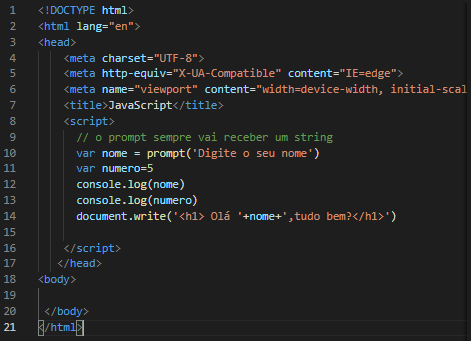 1 <!DOCTYPE html>
2 <html lang="en">
3 <head>
4 <meta charset="UTF-8">
5 <meta http-equiv="X-UA-Compatible" content="IE=edge">
6 <meta name="viewport" content="width=device-width, initial-scal
7 <title>JavaScript</title>
8 <script>
9 // o prompt sempre vai receber um string
10 var nome = prompt('Digite o seu nome')
11 var numero=5
12 console.log(nome)
13 console.log(numero)
14 document.write('<h1> Olá '+nome+',tudo bem?</h1>')
15
16 </script>
17 </head>
18 <body>
19
20 </body>
21 </html>